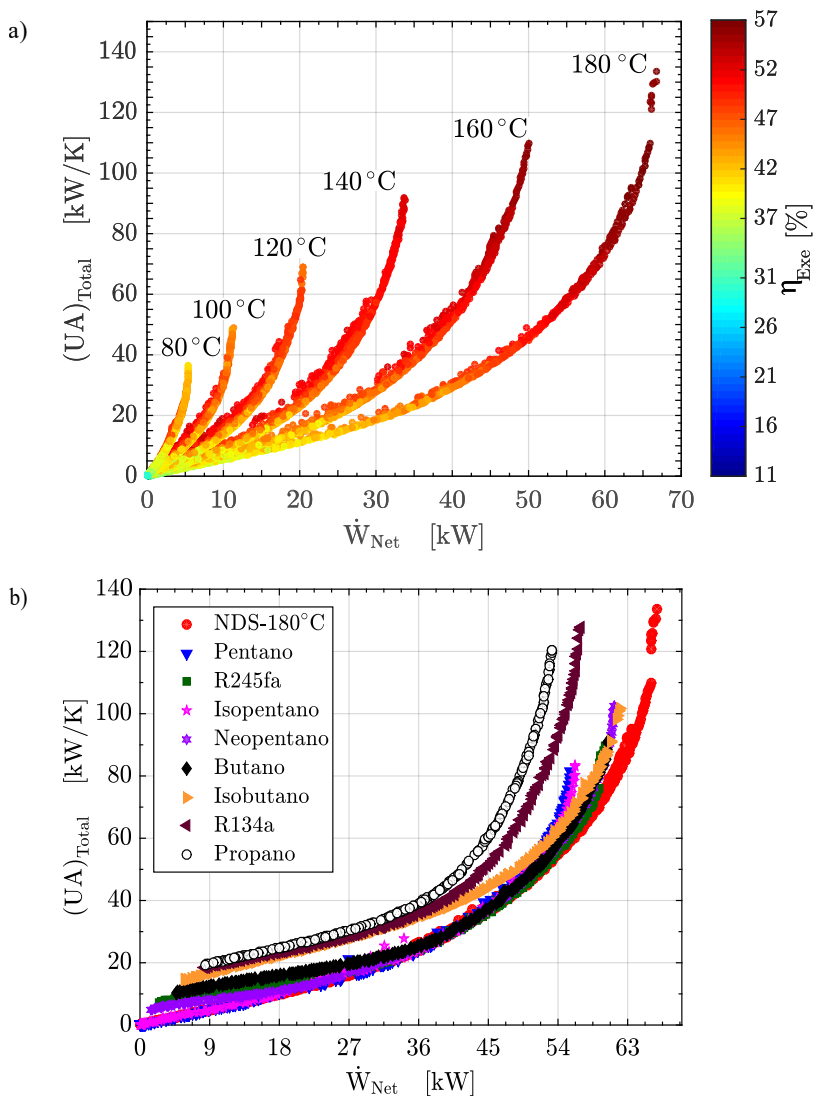 a)
140
120
100
80
60
40
20
0
(UA)Total [kW/K]
80°C
100°C
120°C
140°C
160°C
180°C
0 10 20 30 40 50 60 70
ẆNet [kW]
57
52
47
42
37
31
26
21
16
11
ηExe [%]
b)
140
120
100
80
60
40
20
0
(UA)Total [kW/K]
NDS-180°C
Pentano
R245fa
Isopentano
Neopentano
Butano
Isobutano
R134a
Propano
0 9 18 27 36 45 54 63
ẆNet [kW]